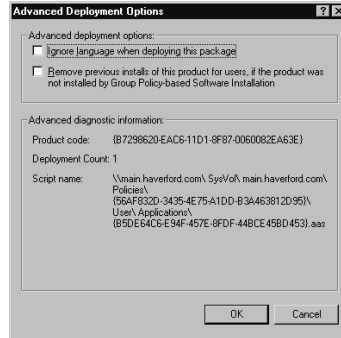 Advanced Deployment Options
Advanced deployment options:
Ignore language when deploying this package
Remove previous installs of this product for users, if the product was
not installed by Group Policy-based Software Installation
Advanced diagnostic information:
Product code: {B7298620-EAC6-11D1-8F87-0060082EA63E}
Deployment Count: 1
Script name: \\main.haverford.com\ SysVol\ main.haverford.com\
Policies\
{56AF832D-3435-4E75-A1DD-B3A463812D95}\
User\ Applications\
{B5DE64C6-E94F-457E-8FDF-44BCE45BD453}.aas
OK Cancel